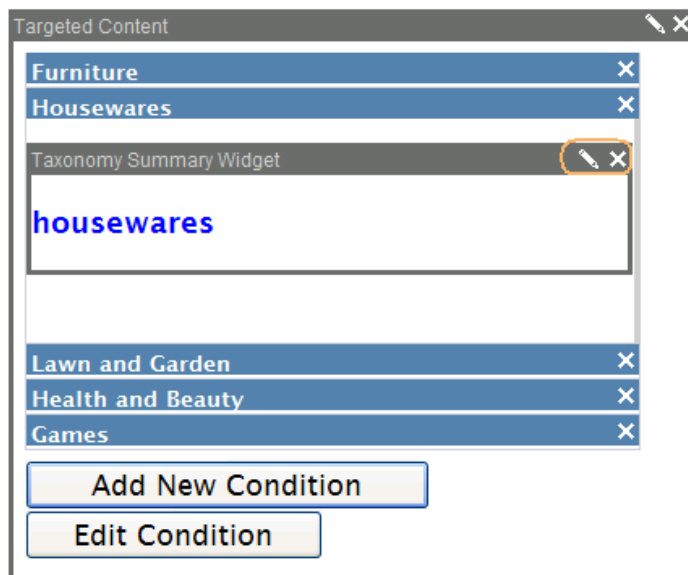 Targeted Content
Furniture
Housewares
Taxonomy Summary Widget
housewares
Lawn and Garden
Health and Beauty
Games
Add New Condition
Edit Condition